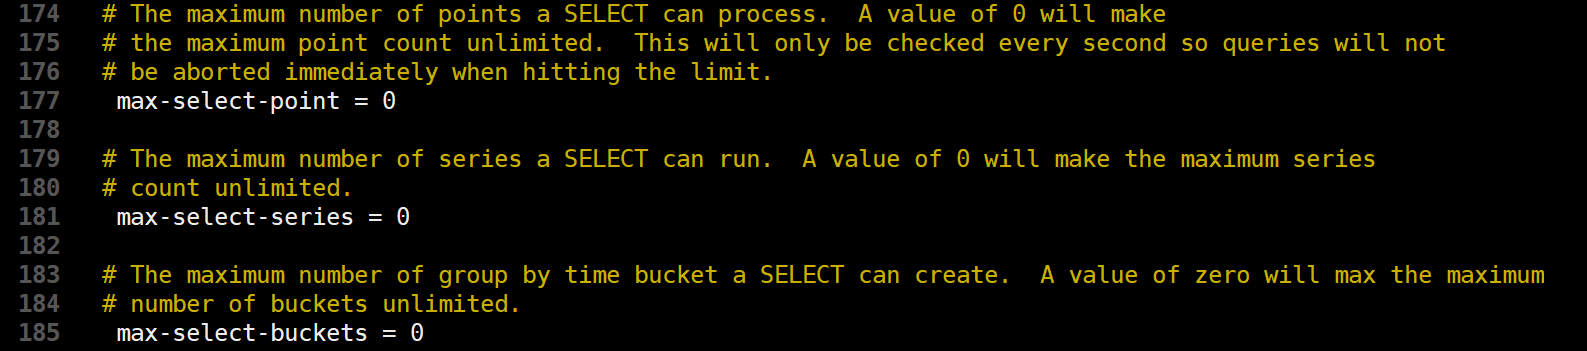 174 # The maximum number of points a SELECT can process.  A value of 0 will make
175 # the maximum point count unlimited.  This will only be checked every second so queries will not
176 # be aborted immediately when hitting the limit.
177 max-select-point = 0
178
179 # The maximum number of series a SELECT can run.  A value of 0 will make the maximum series
180 # count unlimited.
181 max-select-series = 0
182
183 # The maximum number of group by time bucket a SELECT can create.  A value of zero will max the maximum
184 # number of buckets unlimited.
185 max-select-buckets = 0